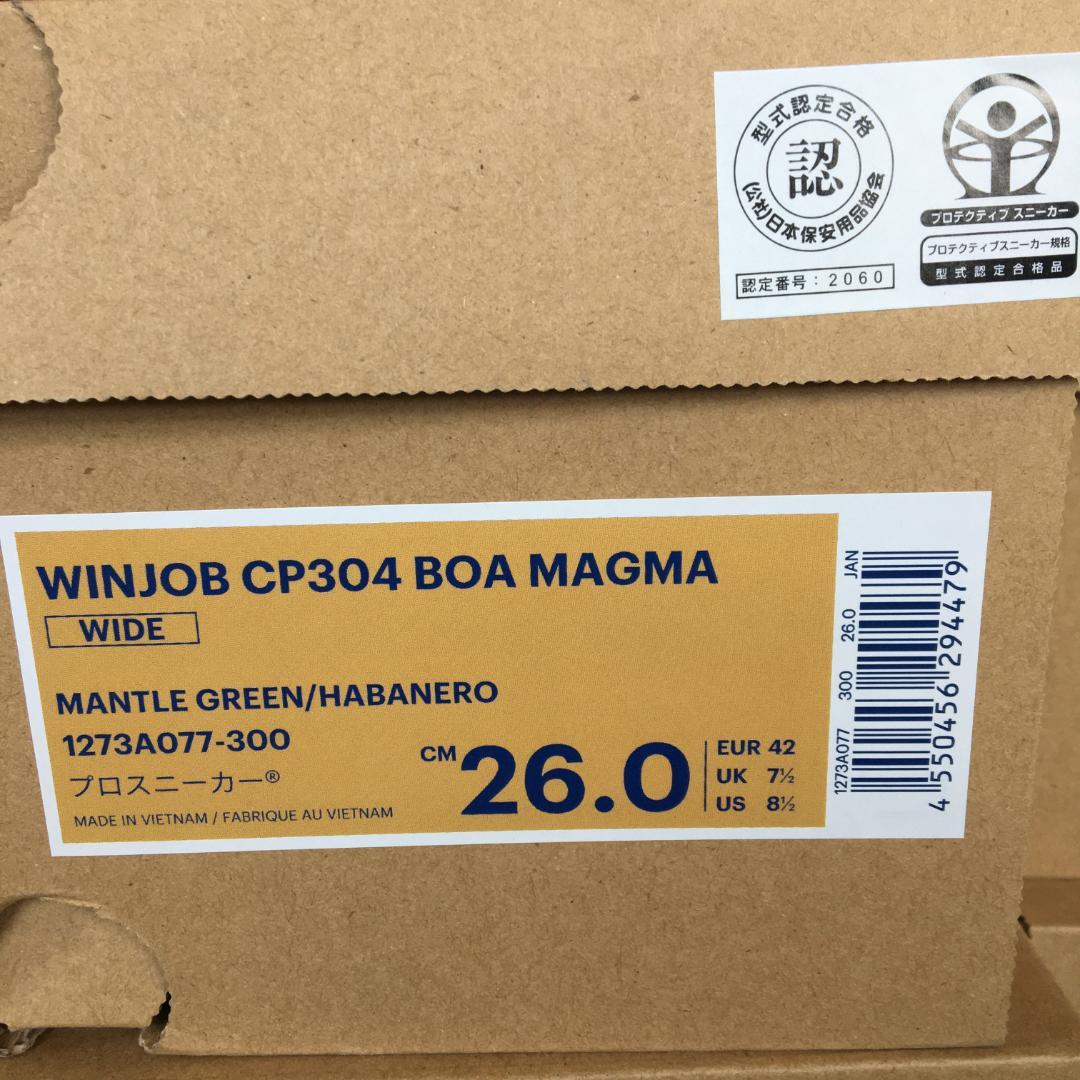 型式認定合格
認
(公社)日本保安用品協会
認定番号：2060
プロテクティブ スニーカー
プロテクティブスニーカー規格
型式認定合格品
WINJOB CP304 BOA MAGMA
WIDE
MANTLE GREEN/HABANERO
1273A077-300
プロスニーカー®
MADE IN VIETNAM / FABRIQUE AU VIETNAM
CM 26.0
EUR 42
UK 7½
US 8½
1273A077 300 26.0 JAN
4 550456 294479